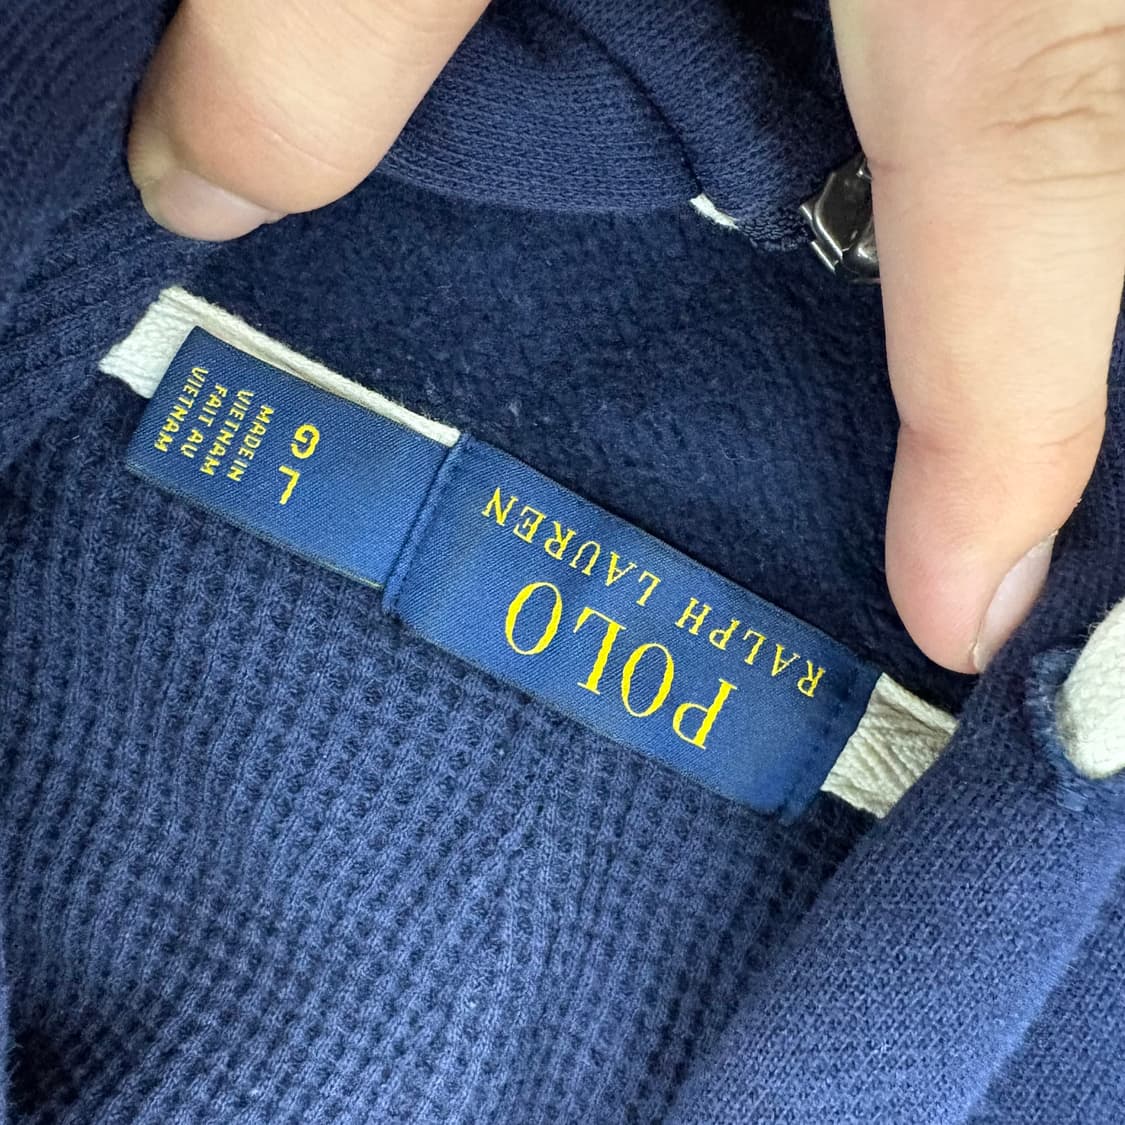 POLO
RALPH LAUREN
L
G
MADE IN
VIETNAM
FAIT AU
VIETNAM